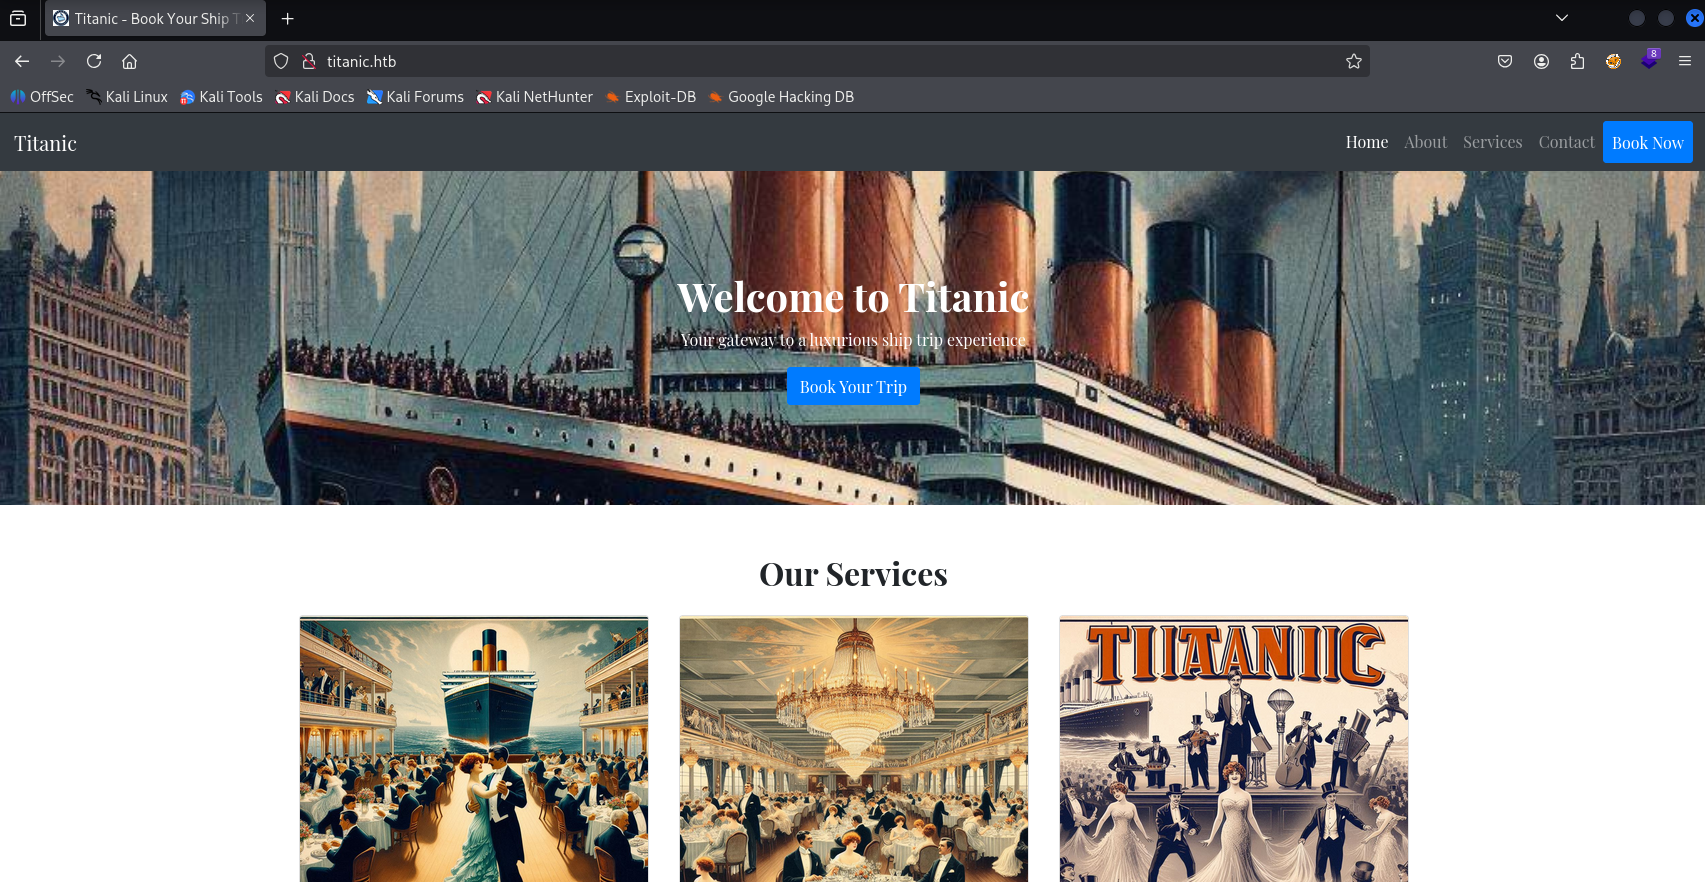 Titanic - Book Your Ship T
titanic.htb
8
OffSec Kali Linux Kali Tools Kali Docs Kali Forums Kali NetHunter Exploit-DB Google Hacking DB
Titanic Home About Services Contact Book Now
Welcome to Titanic
Your gateway to a luxurious ship trip experience
Book Your Trip
Our Services
TIITANIC